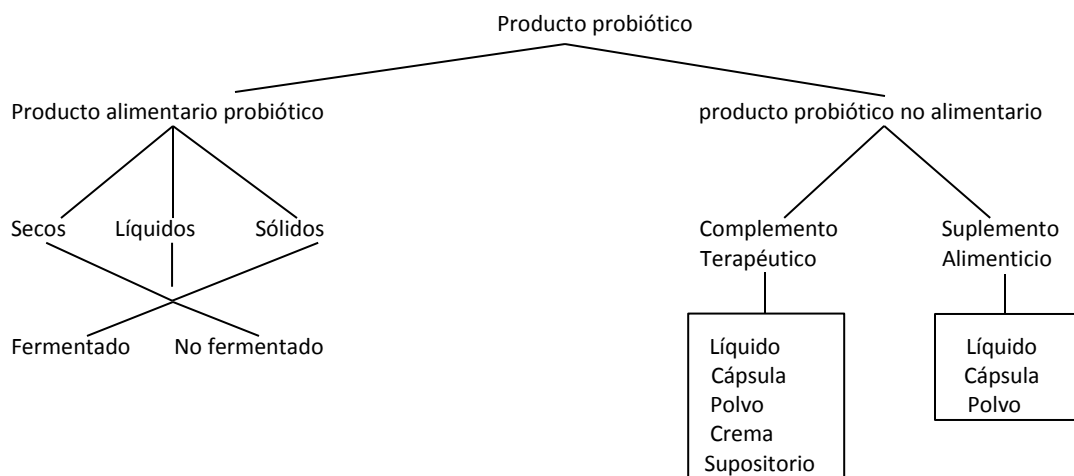 Producto probiótico
Producto alimentario probiótico
producto probiótico no alimentario
Secos
Líquidos
Sólidos
Complemento
Terapéutico
Suplemento
Alimenticio
Fermentado
No fermentado
Líquido
Cápsula
Polvo
Crema
Supositorio
Líquido
Cápsula
Polvo